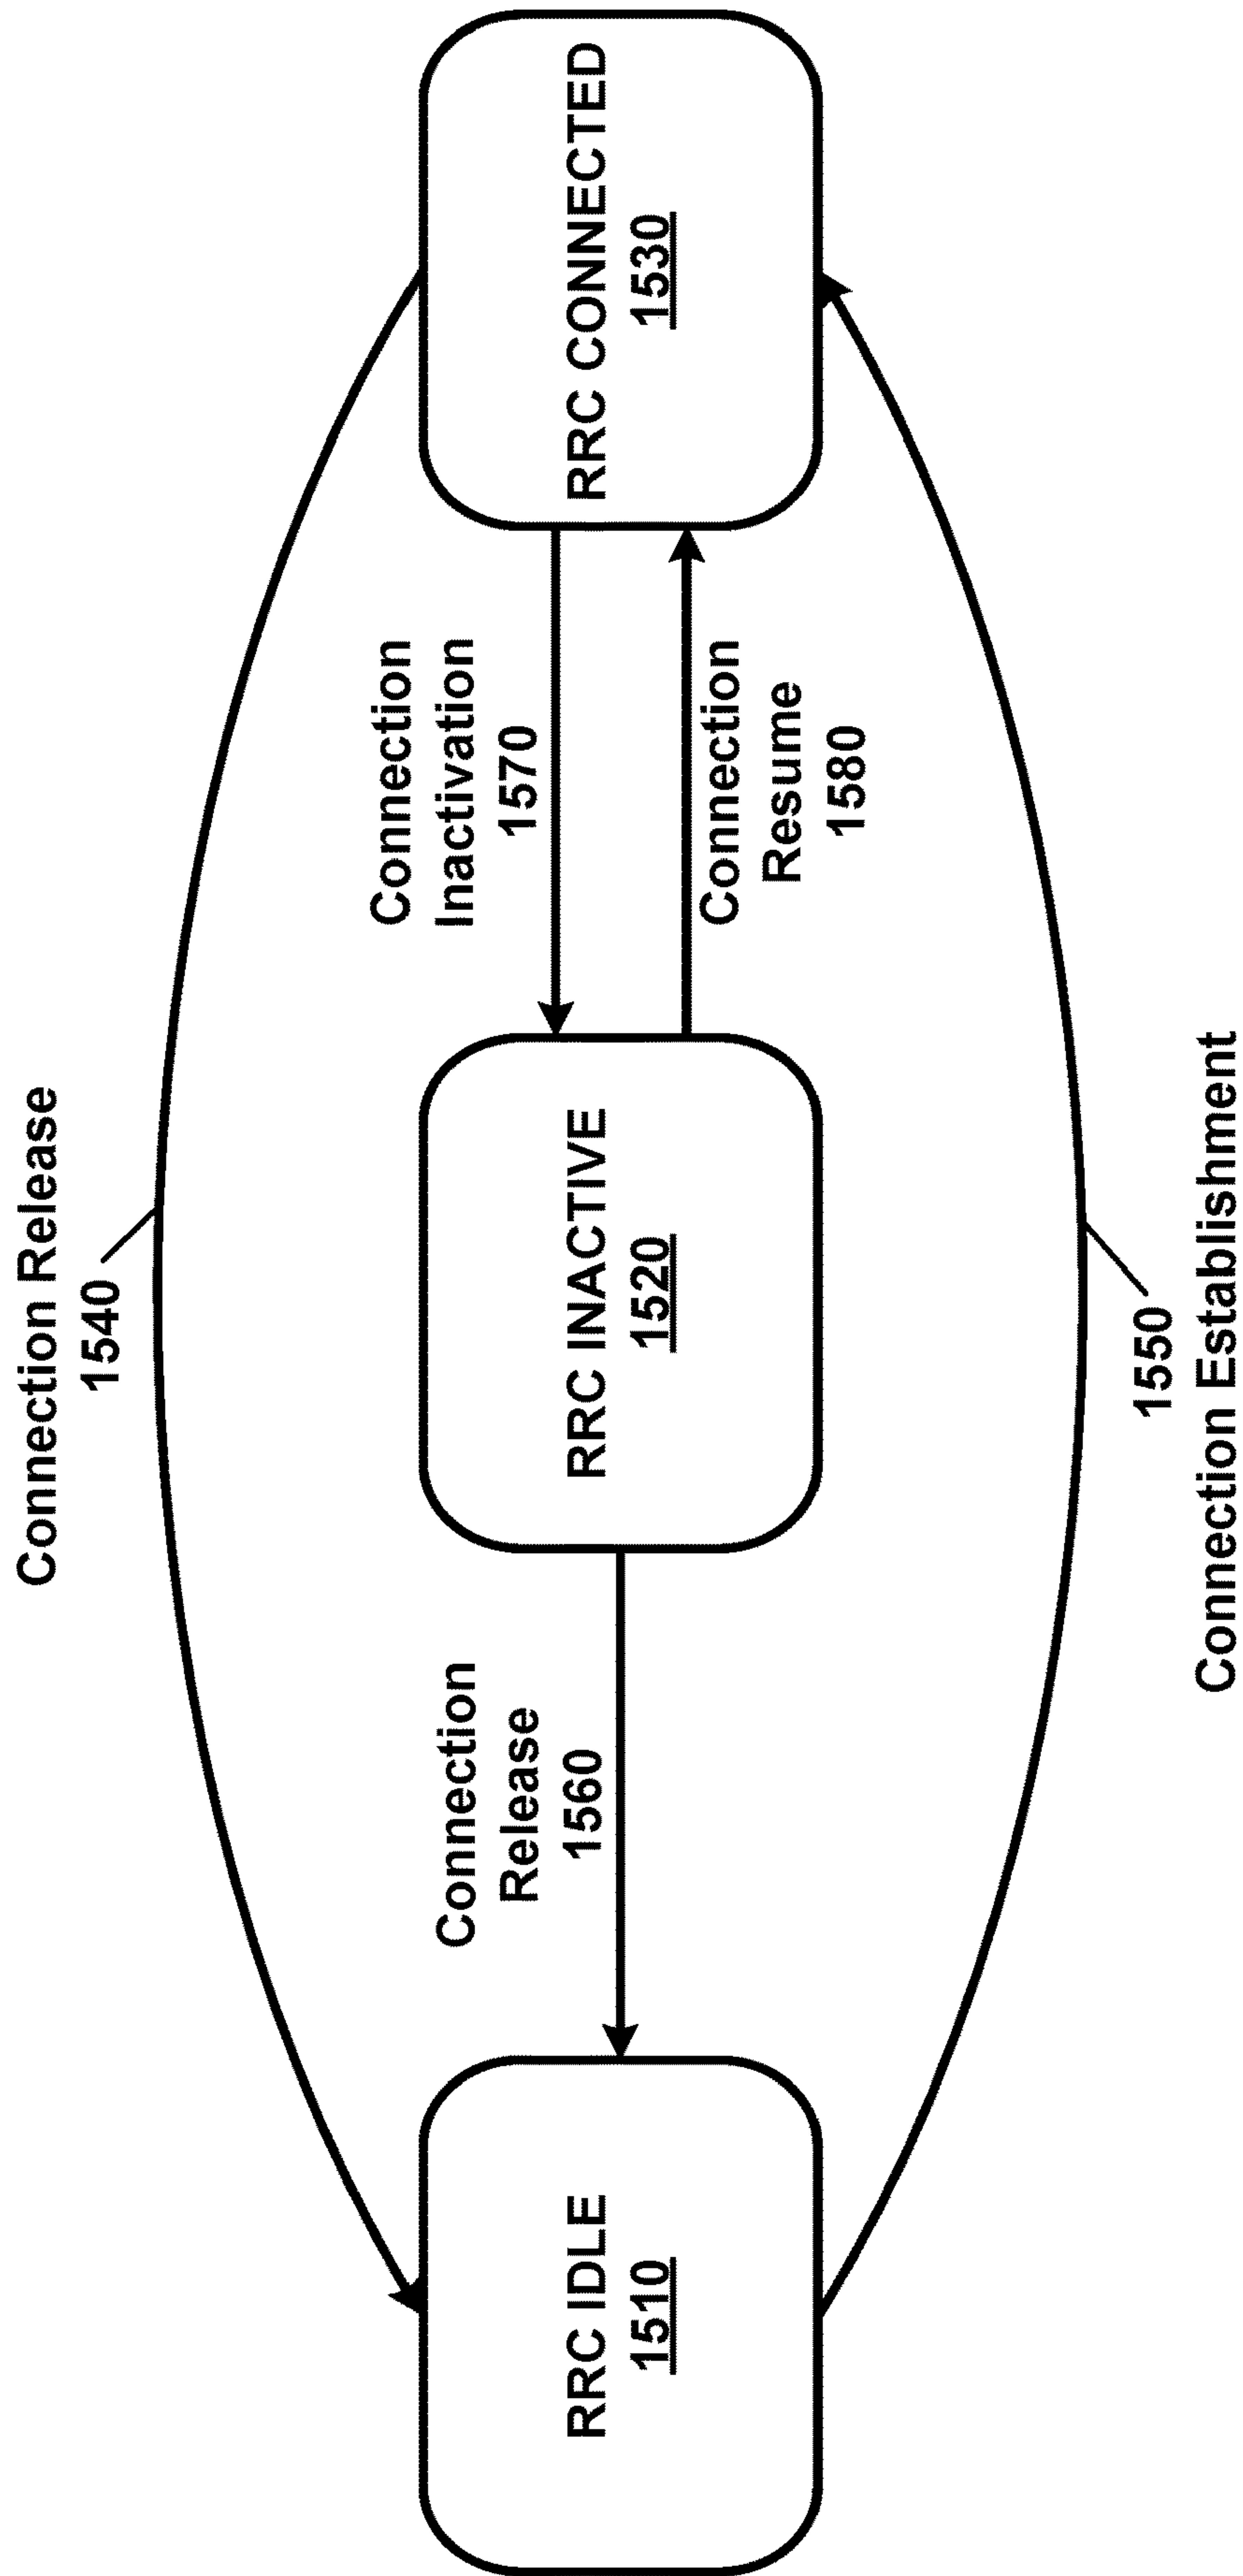 Connection Release
1540
RRC IDLE
1510
Connection
Release
1560
RRC INACTIVE
1520
Connection
Inactivation
1570
Connection
Resume
1580
RRC CONNECTED
1530
1550
Connection Establishment